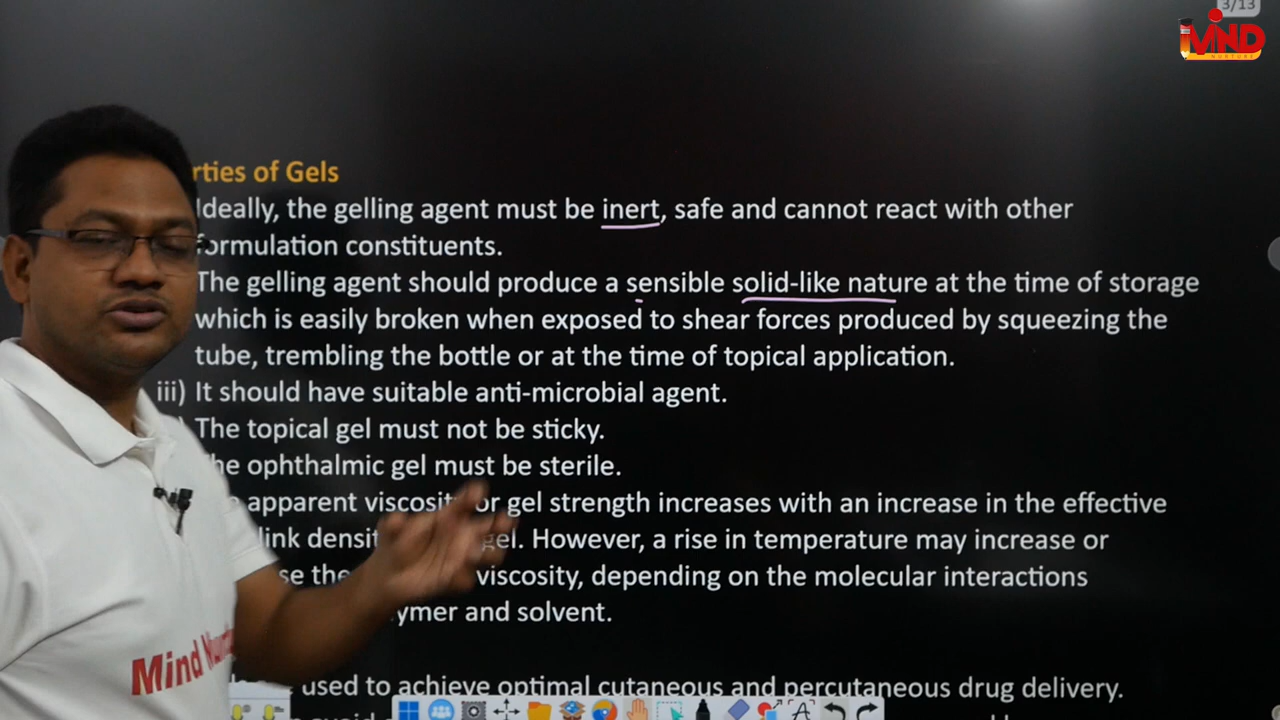 3/13
MIND
NURTURE
rties of Gels
Ideally, the gelling agent must be inert, safe and cannot react with other
formulation constituents.
The gelling agent should produce a sensible solid-like nature at the time of storage
which is easily broken when exposed to shear forces produced by squeezing the
tube, trembling the bottle or at the time of topical application.
iii) It should have suitable anti-microbial agent.
) The topical gel must not be sticky.
he ophthalmic gel must be sterile.
apparent viscosit or gel strength increases with an increase in the effective
link densit gel. However, a rise in temperature may increase or
se the viscosity, depending on the molecular interactions
ymer and solvent.
used to achieve optimal cutaneous and percutaneous drug delivery.
Mind